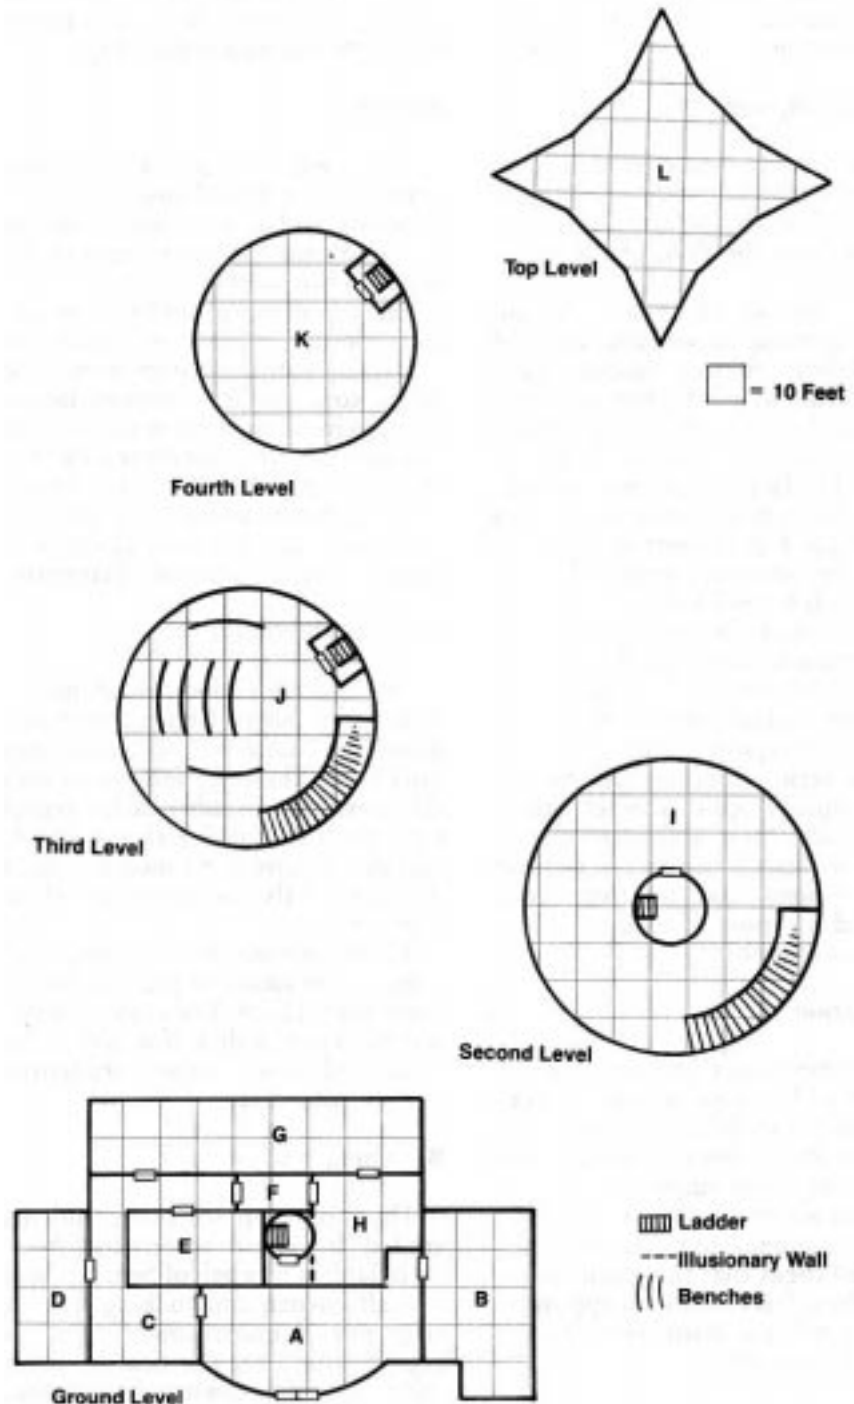 L
Top Level
= 10 Feet
K
Fourth Level
J
Third Level
I
Second Level
G
F
H
E
D
C
A
B
Ground Level
Ladder
Illusionary Wall
Benches